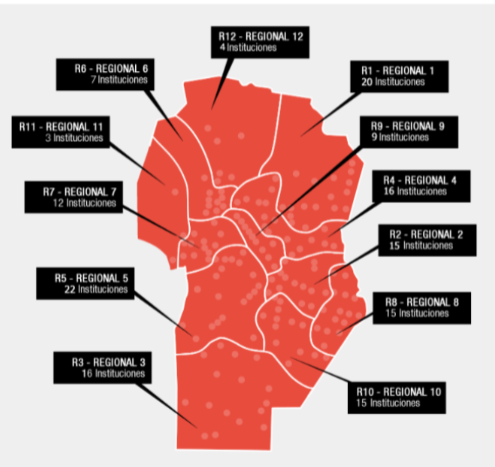 R12 - REGIONAL 12
4 Instituciones
R6 - REGIONAL 6
7 Instituciones
R1 - REGIONAL 1
20 Instituciones
R11 - REGIONAL 11
3 Instituciones
R9 - REGIONAL 9
9 Instituciones
R7 - REGIONAL 7
12 Instituciones
R4 - REGIONAL 4
16 Instituciones
R2 - REGIONAL 2
15 Instituciones
R5 - REGIONAL 5
22 Instituciones
R8 - REGIONAL 8
15 Instituciones
R3 - REGIONAL 3
16 Instituciones
R10 - REGIONAL 10
15 Instituciones